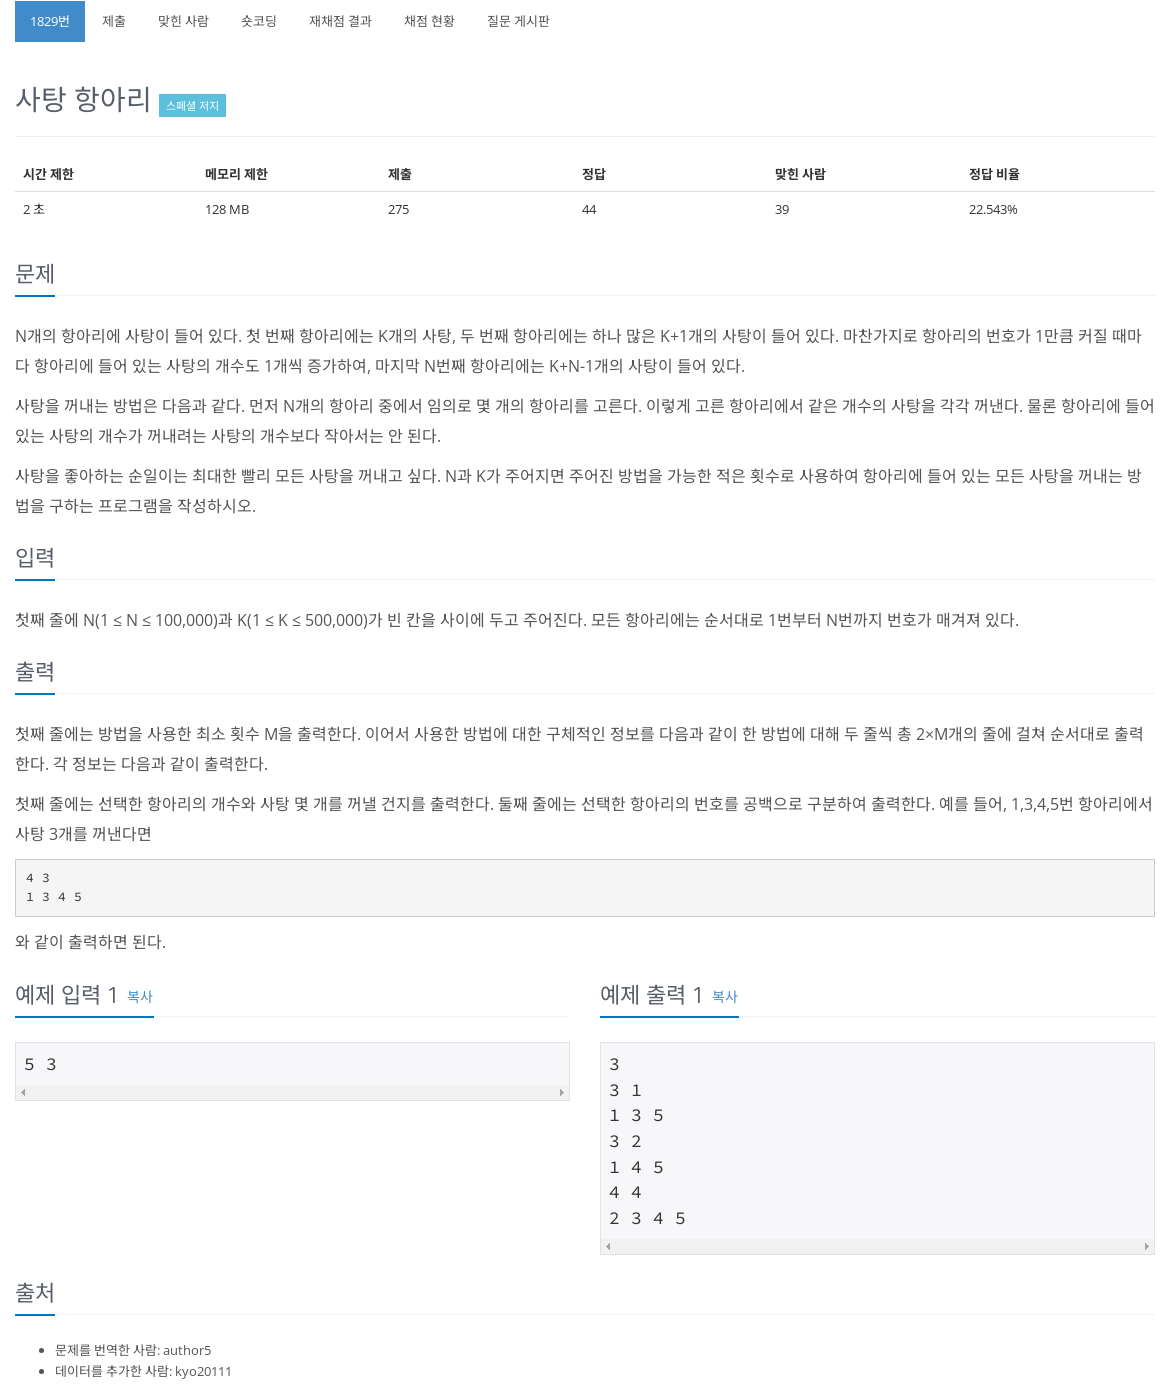 1829번 제출 맞힌 사람 숏코딩 재채점 결과 채점 현황 질문 게시판
사탕 항아리 스페셜 저지
시간 제한 메모리 제한 제출 정답 맞힌 사람 정답 비율
2 초 128 MB 275 44 39 22.543%
문제
N개의 항아리에 사탕이 들어 있다. 첫 번째 항아리에는 K개의 사탕, 두 번째 항아리에는 하나 많은 K+1개의 사탕이 들어 있다. 마찬가지로 항아리의 번호가 1만큼 커질 때마
다 항아리에 들어 있는 사탕의 개수도 1개씩 증가하여, 마지막 N번째 항아리에는 K+N-1개의 사탕이 들어 있다.
사탕을 꺼내는 방법은 다음과 같다. 먼저 N개의 항아리 중에서 임의로 몇 개의 항아리를 고른다. 이렇게 고른 항아리에서 같은 개수의 사탕을 각각 꺼낸다. 물론 항아리에 들어
있는 사탕의 개수가 꺼내려는 사탕의 개수보다 작아서는 안 된다.
사탕을 좋아하는 순일이는 최대한 빨리 모든 사탕을 꺼내고 싶다. N과 K가 주어지면 주어진 방법을 가능한 적은 횟수로 사용하여 항아리에 들어 있는 모든 사탕을 꺼내는 방
법을 구하는 프로그램을 작성하시오.
입력
첫째 줄에 N(1 ≤ N ≤ 100,000)과 K(1 ≤ K ≤ 500,000)가 빈 칸을 사이에 두고 주어진다. 모든 항아리에는 순서대로 1번부터 N번까지 번호가 매겨져 있다.
출력
첫째 줄에는 방법을 사용한 최소 횟수 M을 출력한다. 이어서 사용한 방법에 대한 구체적인 정보를 다음과 같이 한 방법에 대해 두 줄씩 총 2×M개의 줄에 걸쳐 순서대로 출력
한다. 각 정보는 다음과 같이 출력한다.
첫째 줄에는 선택한 항아리의 개수와 사탕 몇 개를 꺼낼 건지를 출력한다. 둘째 줄에는 선택한 항아리의 번호를 공백으로 구분하여 출력한다. 예를 들어, 1,3,4,5번 항아리에서
사탕 3개를 꺼낸다면
4 3
1 3 4 5
와 같이 출력하면 된다.
예제 입력 1 복사
5 3
예제 출력 1 복사
3
3 1
1 3 5
3 2
1 4 5
4 4
2 3 4 5
출처
문제를 번역한 사람: author5
데이터를 추가한 사람: kyo20111